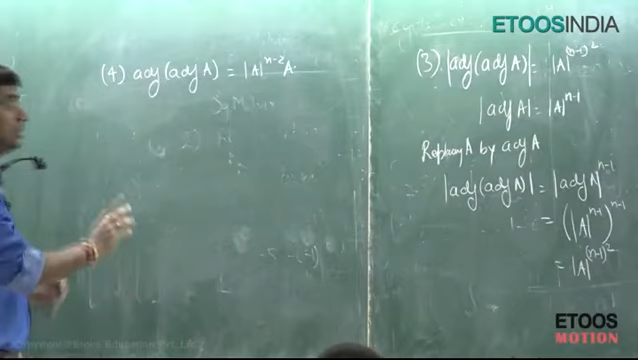 ETOOSINDIA
(4) adj(adj A) = |A|^{n-2} A.
(3). |adj(adj A)| = |A|^{(n-1)^2}
|adj A| = |A|^{n-1}
Replacing A by adj A
|adj(adj A)| = |adj A|^{n-1}
= (|A|^{n-1})^{n-1}
= |A|^{(n-1)^2}
ETOOS
MOTION